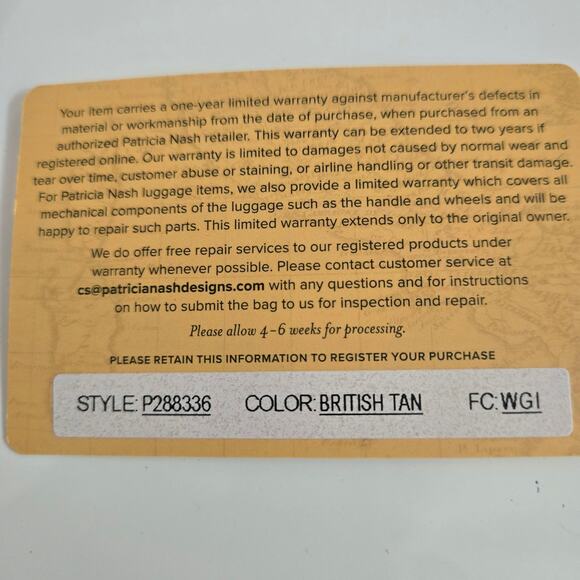 Your item carries a one-year limited warranty against manufacturer's defects in
material or workmanship from the date of purchase, when purchased from an
authorized Patricia Nash retailer. This warranty can be extended to two years if
registered online. Our warranty is limited to damages not caused by normal wear and
tear over time, customer abuse or staining, or airline handling or other transit damage.
For Patricia Nash luggage items, we also provide a limited warranty which covers all
mechanical components of the luggage such as the handle and wheels and will be
happy to repair such parts. This limited warranty extends only to the original owner.
We do offer free repair services to our registered products under
warranty whenever possible. Please contact customer service at
cs@patricianashdesigns.com with any questions and for instructions
on how to submit the bag to us for inspection and repair.
Please allow 4–6 weeks for processing.
PLEASE RETAIN THIS INFORMATION TO REGISTER YOUR PURCHASE
STYLE: P288336 COLOR: BRITISH TAN FC: WGI